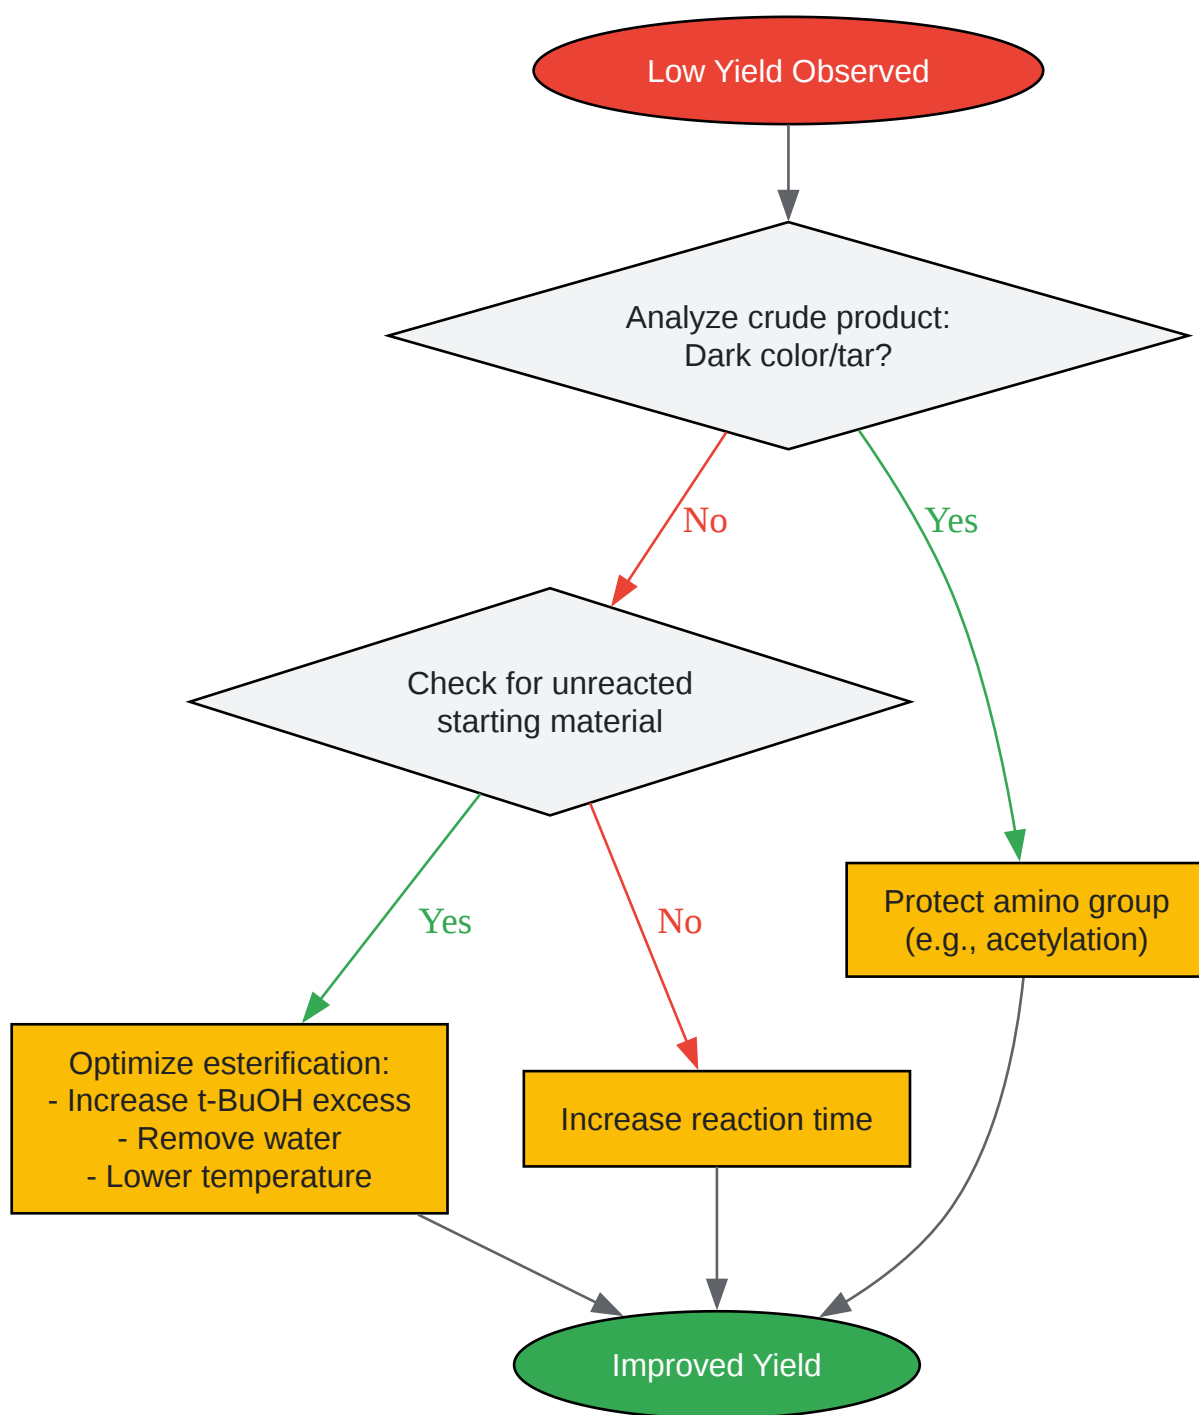 Low Yield Observed
Analyze crude product:
Dark color/tar?
No
Yes
Check for unreacted
starting material
Yes
No
Protect amino group
(e.g., acetylation)
Optimize esterification:
- Increase t-BuOH excess
- Remove water
- Lower temperature
Increase reaction time
Improved Yield